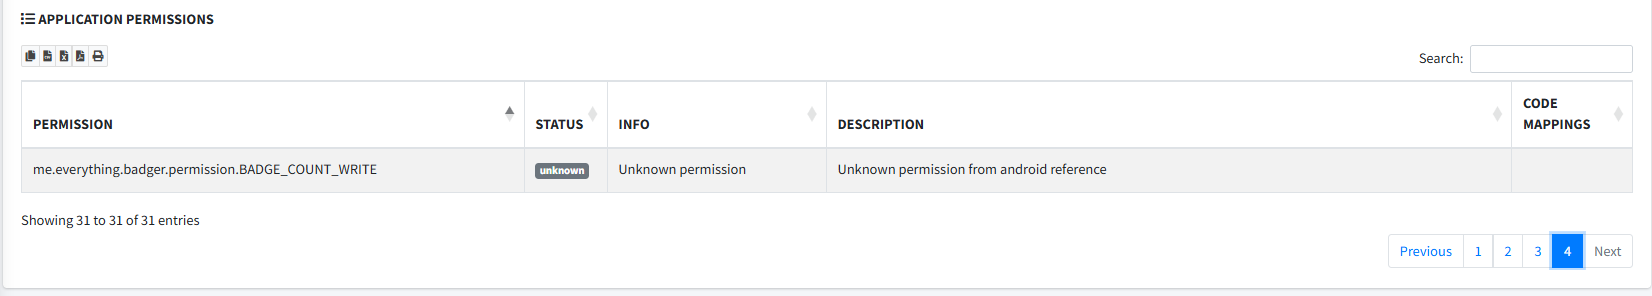 APPLICATION PERMISSIONS
Search:
PERMISSION STATUS INFO DESCRIPTION CODE MAPPINGS
me.everything.badger.permission.BADGE_COUNT_WRITE unknown Unknown permission Unknown permission from android reference
Showing 31 to 31 of 31 entries
Previous 1 2 3 4 Next